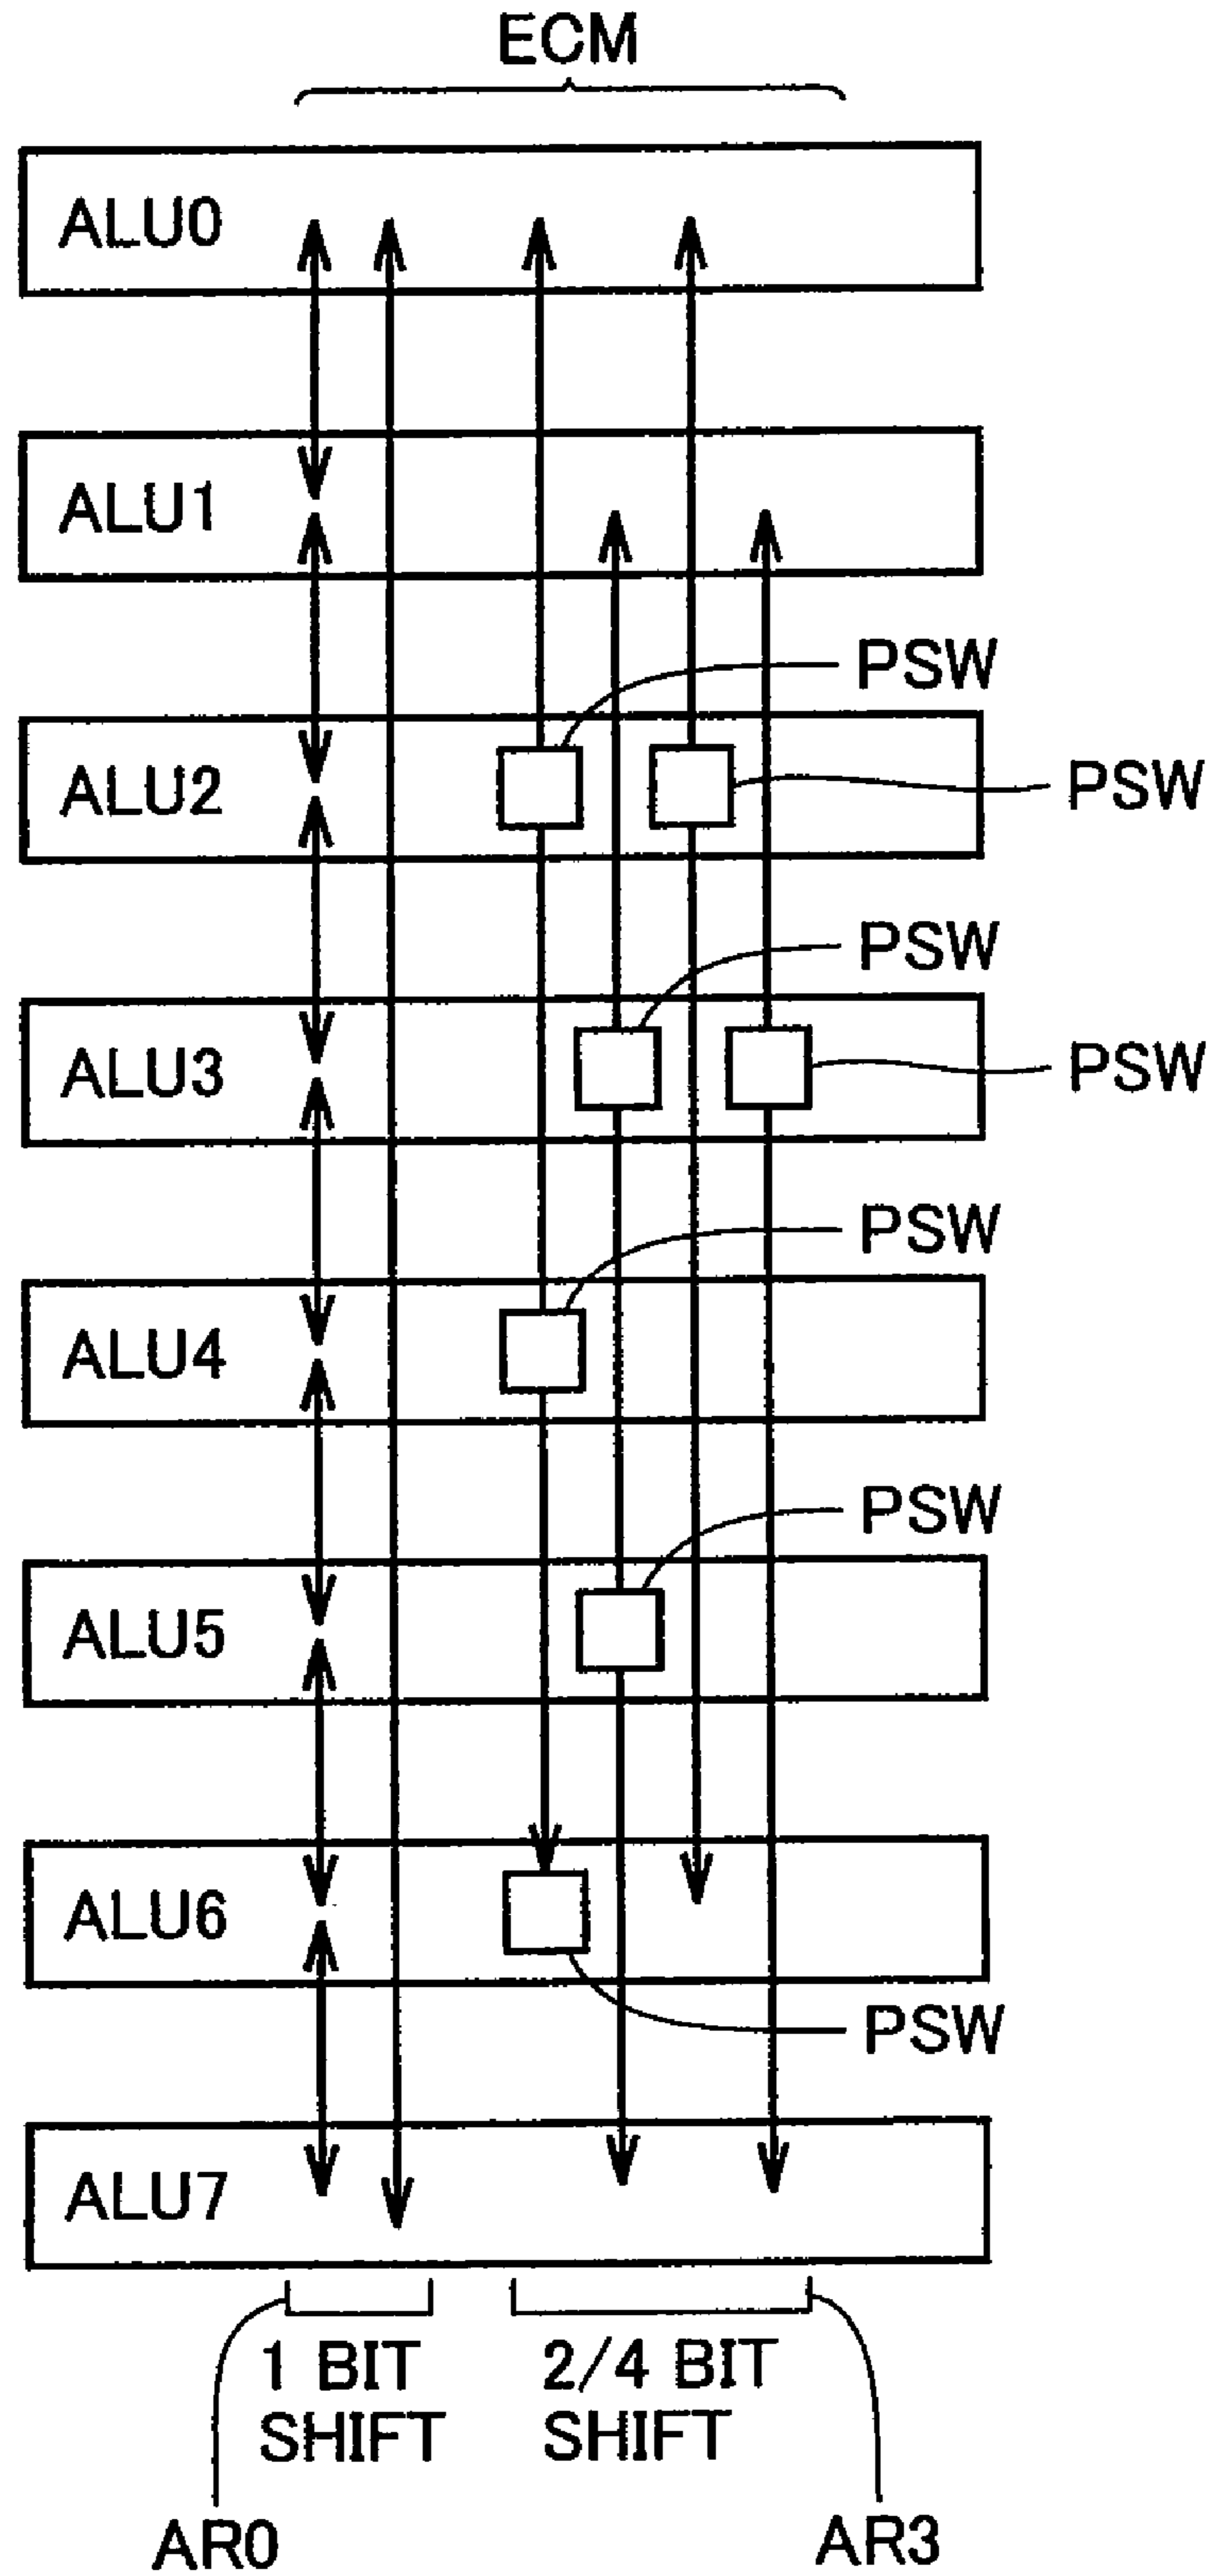 ECM
ALU0
ALU1
PSW
ALU2
PSW
PSW
ALU3
PSW
PSW
ALU4
PSW
ALU5
ALU6
PSW
ALU7
1 BIT
SHIFT
2/4 BIT
SHIFT
AR0
AR3